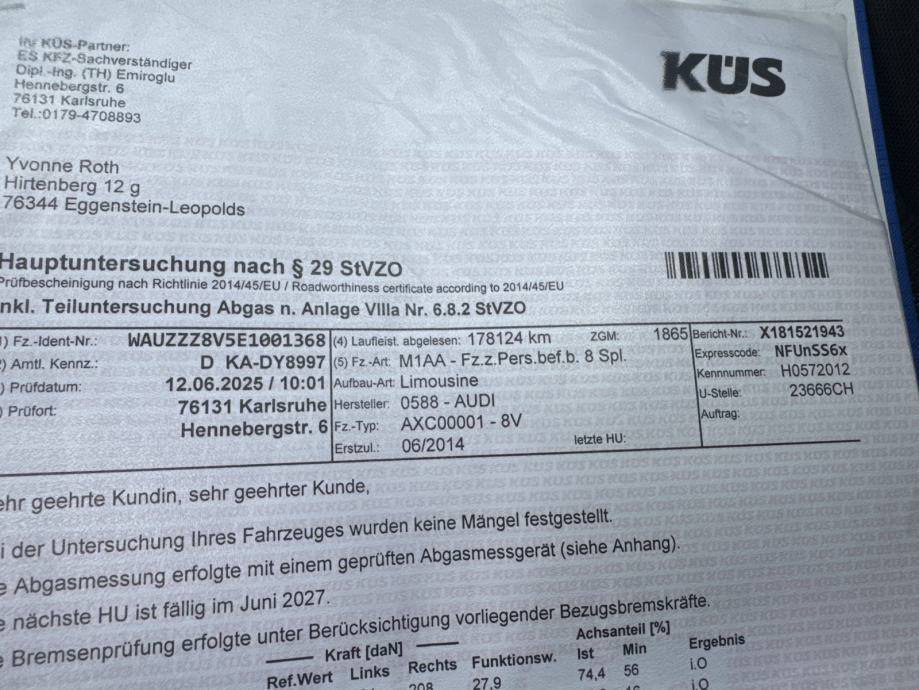 Ihr KÜS-Partner:
ES KFZ-Sachverständiger
Dipl.-Ing. (TH) Emiroglu
Hennebergstr. 6
76131 Karlsruhe
Tel.:0179-4708893
KÜS
Yvonne Roth
Hirtenberg 12 g
76344 Eggenstein-Leopolds
Hauptuntersuchung nach § 29 StVZO
Prüfbescheinigung nach Richtlinie 2014/45/EU / Roadworthiness certificate according to 2014/45/EU
nkl. Teiluntersuchung Abgas n. Anlage VIIIa Nr. 6.8.2 StVZO
) Fz.-Ident-Nr.: WAUZZZ8V5E1001368 (4) Laufleist. abgelesen: 178124 km ZGM: 1865 Bericht-Nr.: X181521943
) Amtl. Kennz.: D KA-DY8997 (5) Fz.-Art: M1AA - Fz.z.Pers.bef.b. 8 Spl. Expresscode: NFUnSS6x
) Prüfdatum: 12.06.2025 / 10:01 Aufbau-Art: Limousine Kennnummer: H0572012
) Prüfort: 76131 Karlsruhe Hersteller: 0588 - AUDI U-Stelle: 23666CH
Hennebergstr. 6 Fz.-Typ: AXC00001 - 8V Auftrag:
Erstzul.: 06/2014 letzte HU:
ehr geehrte Kundin, sehr geehrter Kunde,
i der Untersuchung Ihres Fahrzeuges wurden keine Mängel festgestellt.
e Abgasmessung erfolgte mit einem geprüften Abgasmessgerät (siehe Anhang).
e nächste HU ist fällig im Juni 2027.
e Bremsenprüfung erfolgte unter Berücksichtigung vorliegender Bezugsbremskräfte.
Kraft [daN] Achsanteil [%]
Ref.Wert Links Rechts Funktionsw. Ist Min Ergebnis
208 27,9 74,4 56 i.O
i.O